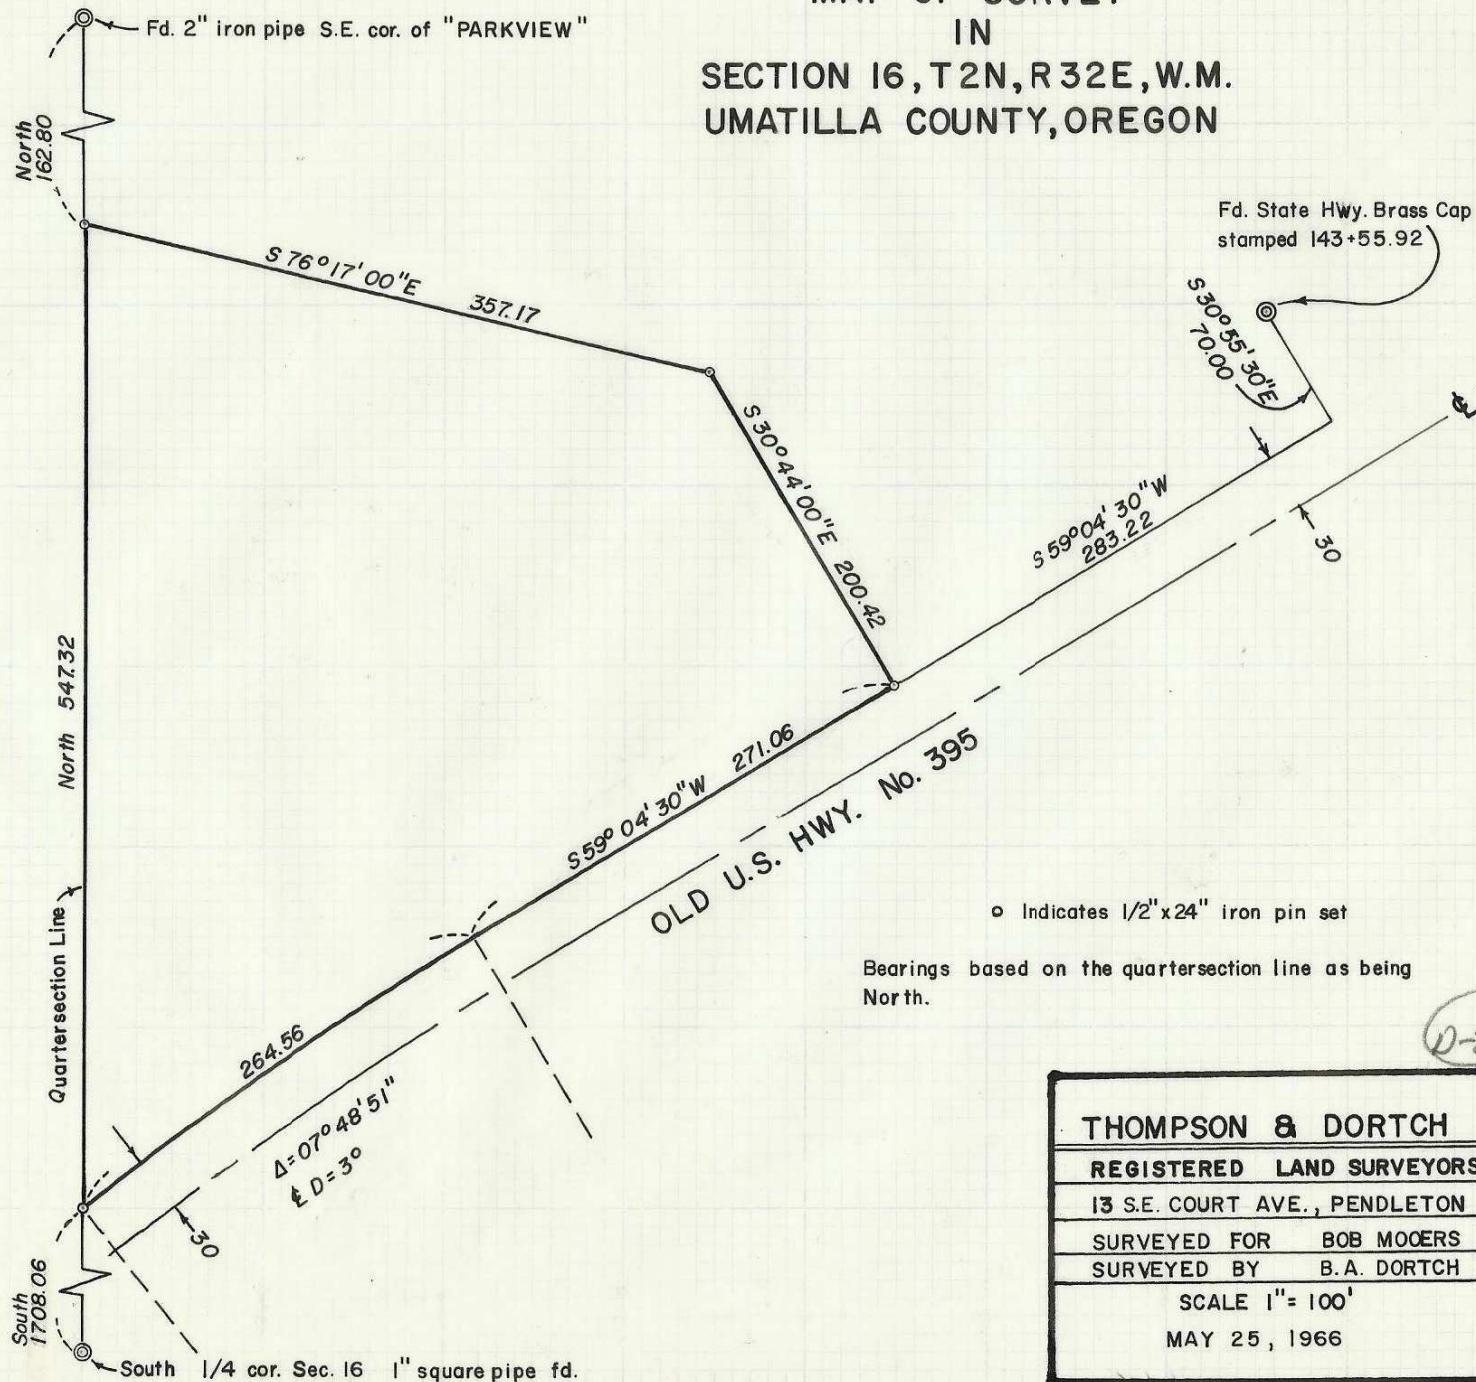 IN
SECTION 16, T2N, R32E, W.M.
UMATILLA COUNTY, OREGON
Fd. 2" iron pipe S.E. cor. of "PARKVIEW"
North
162.80
S 76° 17' 00" E 357.17
Fd. State Hwy. Brass Cap
stamped 143+55.92
S 30° 55' 30" E
70.00
S 30° 44' 00" E 200.42
S 59° 04' 30" W
283.22
30
North 547.32
S 59° 04' 30" W 271.06
OLD U.S. HWY. No. 395
Quartersection Line
o Indicates 1/2" x 24" iron pin set
Bearings based on the quartersection line as being
North.
264.56
Δ=07° 48' 51"
℄ D=3°
30
South
1708.06
South 1/4 cor. Sec. 16 1" square pipe fd.
THOMPSON & DORTCH
REGISTERED LAND SURVEYORS
13 S.E. COURT AVE., PENDLETON
SURVEYED FOR BOB MOOERS
SURVEYED BY B.A. DORTCH
SCALE 1" = 100'
MAY 25, 1966